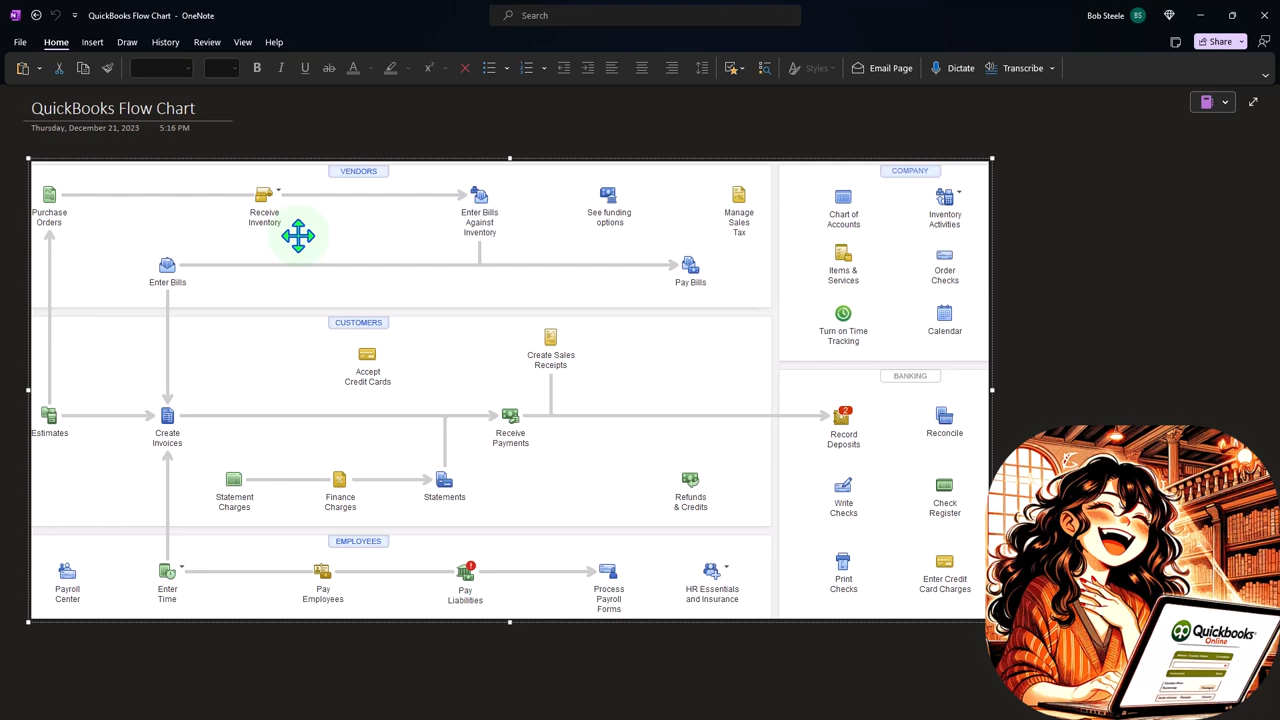 QuickBooks Flow Chart - OneNote
Search
Bob Steele
BS
File
Home
Insert
Draw
History
Review
View
Help
Share
B
I
U
ab
A
x
Styles
Email Page
Dictate
Transcribe
QuickBooks Flow Chart
Thursday, December 21, 2023
5:16 PM
VENDORS
COMPANY
Purchase
Orders
Receive
Inventory
Enter Bills
Against
Inventory
See funding
options
Manage
Sales
Tax
Chart of
Accounts
Inventory
Activities
Enter Bills
Pay Bills
Items &
Services
Order
Checks
Turn on Time
Tracking
Calendar
CUSTOMERS
Accept
Credit Cards
Create Sales
Receipts
BANKING
Estimates
Create
Invoices
Receive
Payments
2
Record
Deposits
Reconcile
Statement
Charges
Finance
Charges
Statements
Refunds
& Credits
Write
Checks
Check
Register
EMPLOYEES
Payroll
Center
Enter
Time
Pay
Employees
Pay
Liabilities
Process
Payroll
Forms
HR Essentials
and Insurance
Print
Checks
Enter Credit
Card Charges
Quickbooks
Online